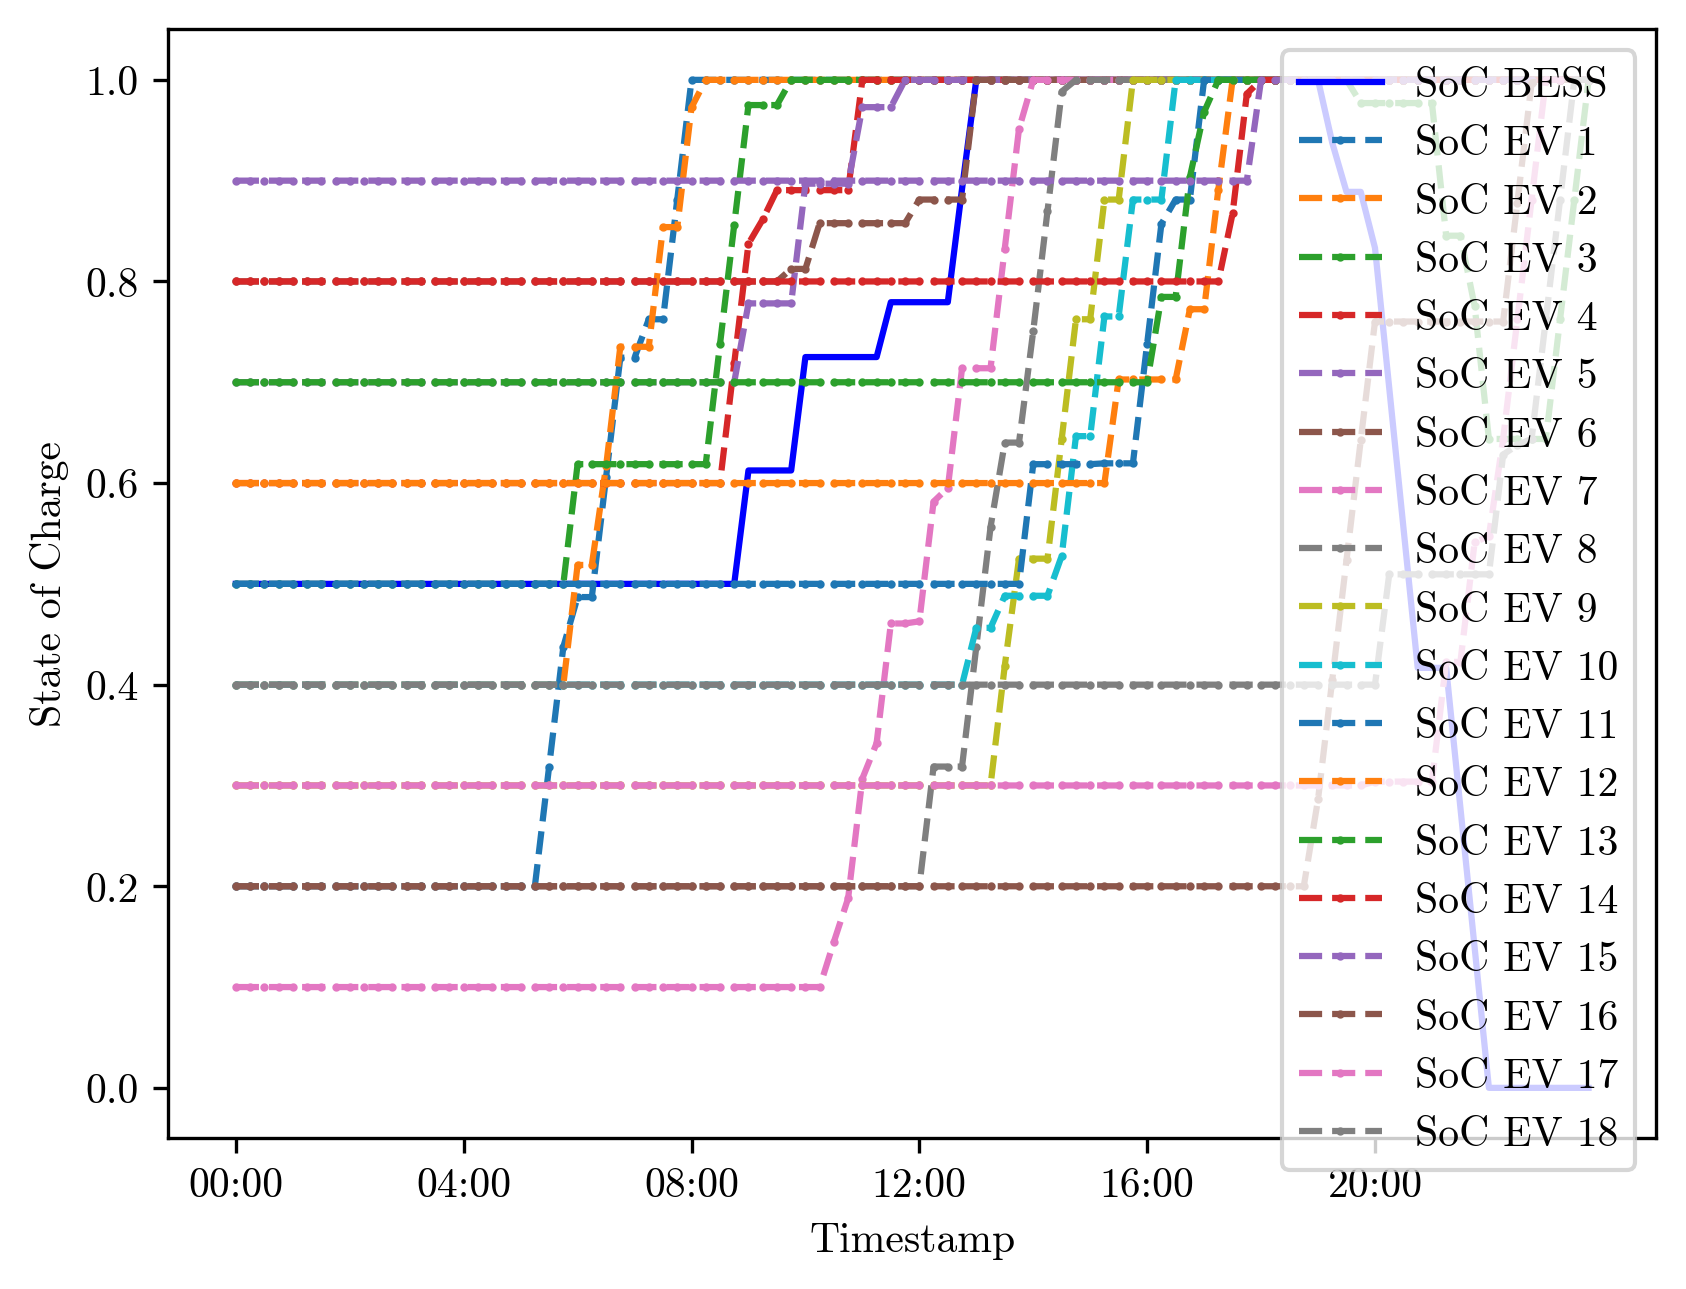 State of Charge
1.0
0.8
0.6
0.4
0.2
0.0
00:00 04:00 08:00 12:00 16:00 20:00
Timestamp
SoC BESS
SoC EV 1
SoC EV 2
SoC EV 3
SoC EV 4
SoC EV 5
SoC EV 6
SoC EV 7
SoC EV 8
SoC EV 9
SoC EV 10
SoC EV 11
SoC EV 12
SoC EV 13
SoC EV 14
SoC EV 15
SoC EV 16
SoC EV 17
SoC EV 18